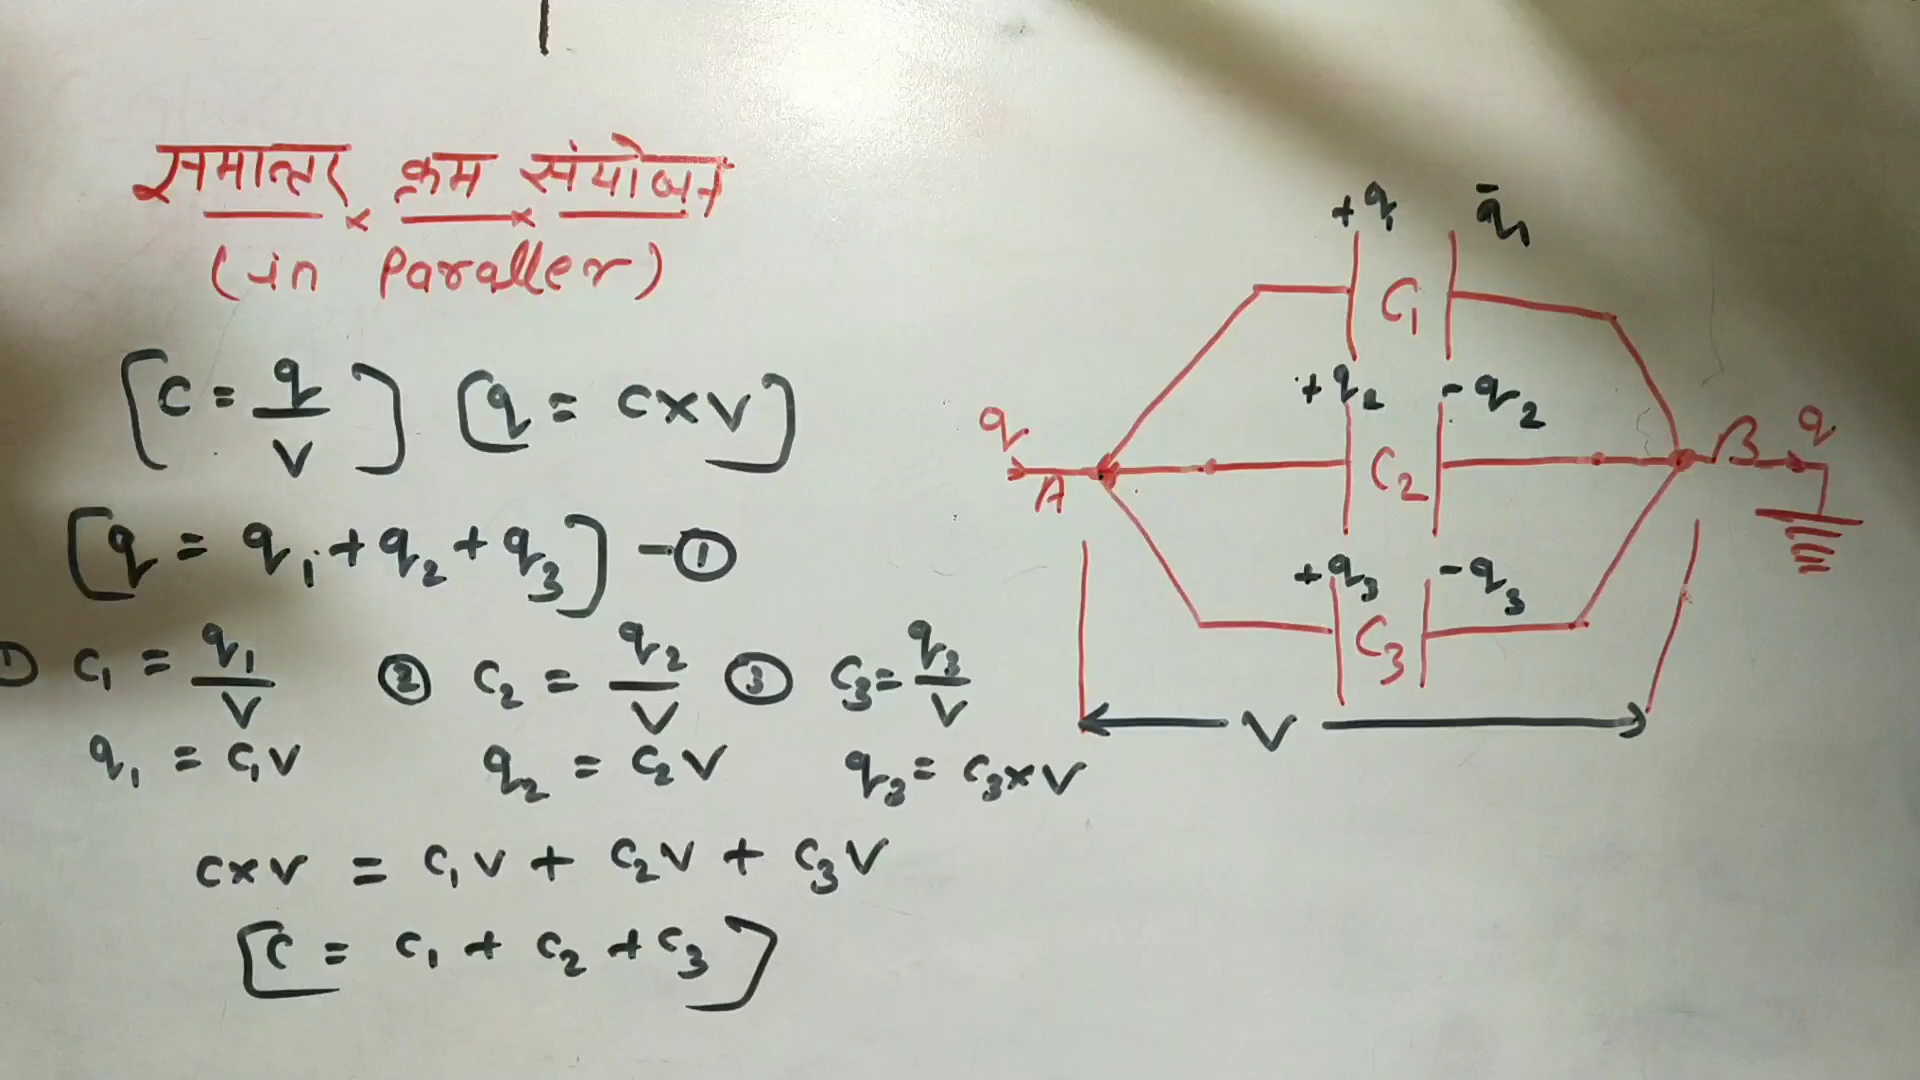 समान्तर क्रम संयोजन
(in Paraller)
[C = q/V] [q = C×V]
[q = q₁ + q₂ + q₃] - ①
① C₁ = q₁/V ② C₂ = q₂/V ③ C₃ = q₃/V
q₁ = C₁V q₂ = C₂V q₃ = C₃×V
C×V = C₁V + C₂V + C₃V
[C = C₁ + C₂ + C₃]
+q₁ -q₁
C₁
+q₂ -q₂
q A C₂ B q
+q₃ -q₃
C₃
V